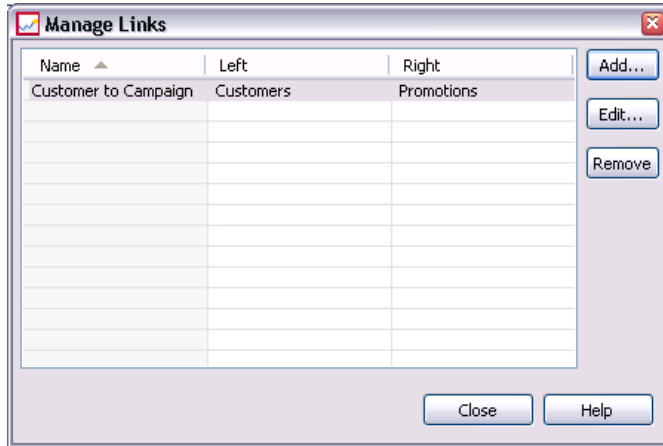 Manage Links
Name Left Right
Customer to Campaign Customers Promotions
Add...
Edit...
Remove
Close Help